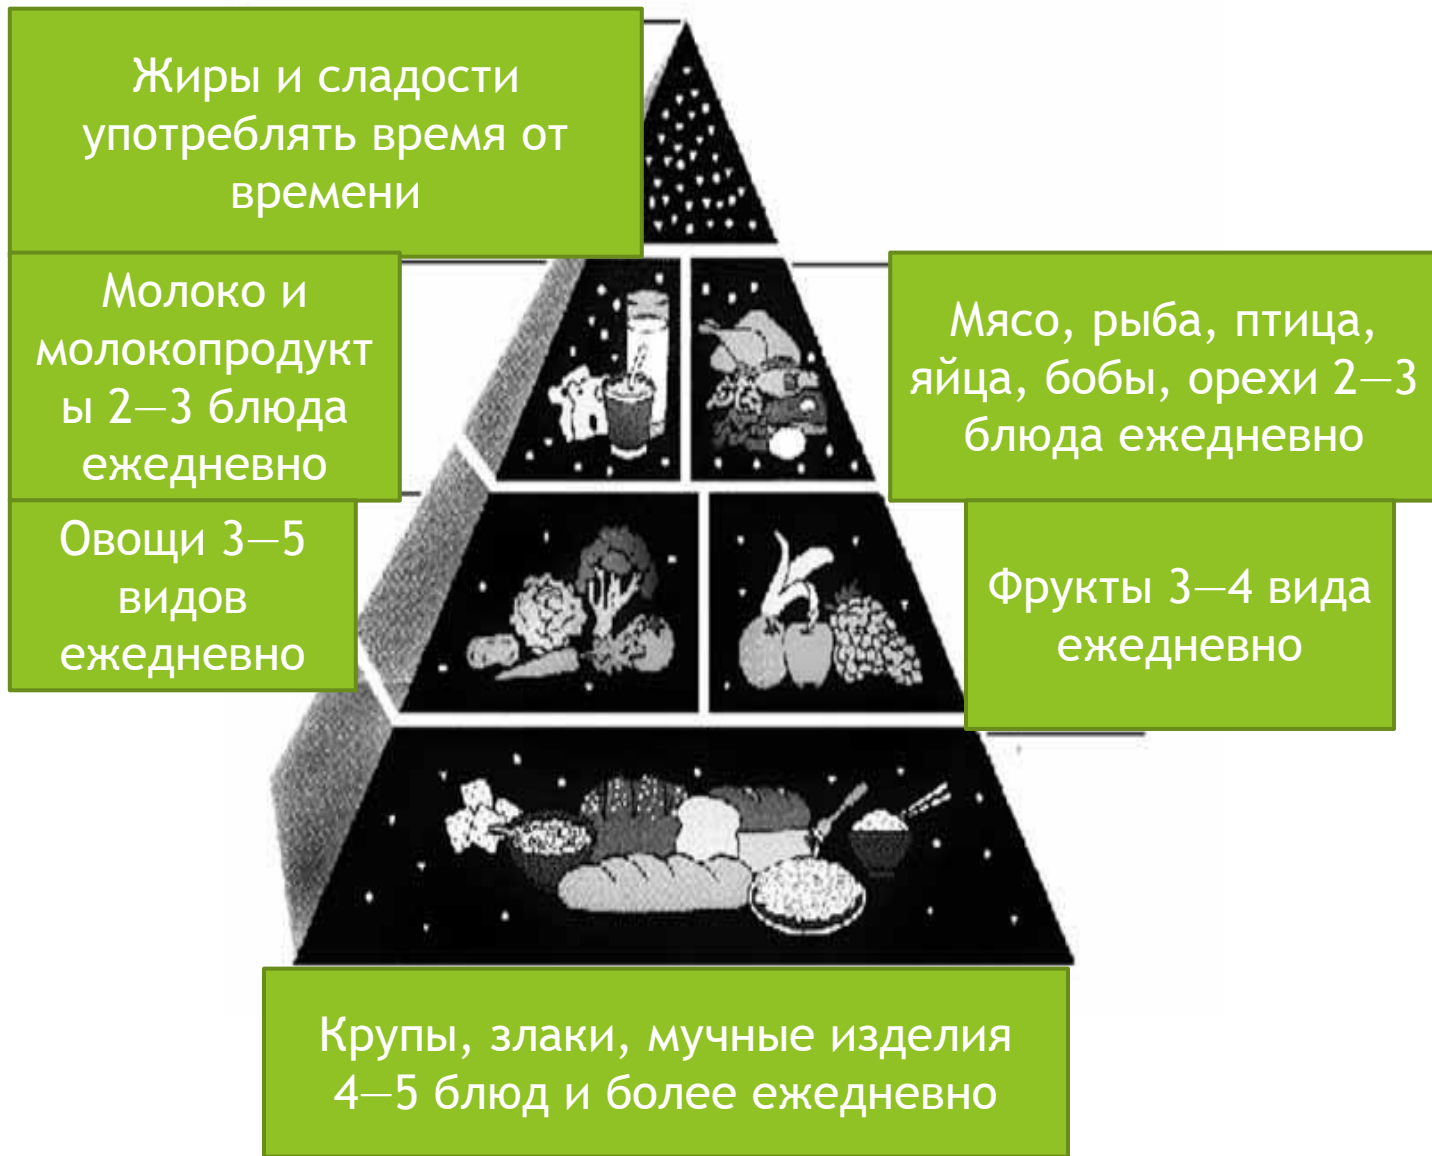 Жиры и сладости
употреблять время от
времени
Молоко и
молокопродукт
ы 2—3 блюда
ежедневно
Мясо, рыба, птица,
яйца, бобы, орехи 2—3
блюда ежедневно
Овощи 3—5
видов
ежедневно
Фрукты 3—4 вида
ежедневно
Крупы, злаки, мучные изделия
4—5 блюд и более ежедневно